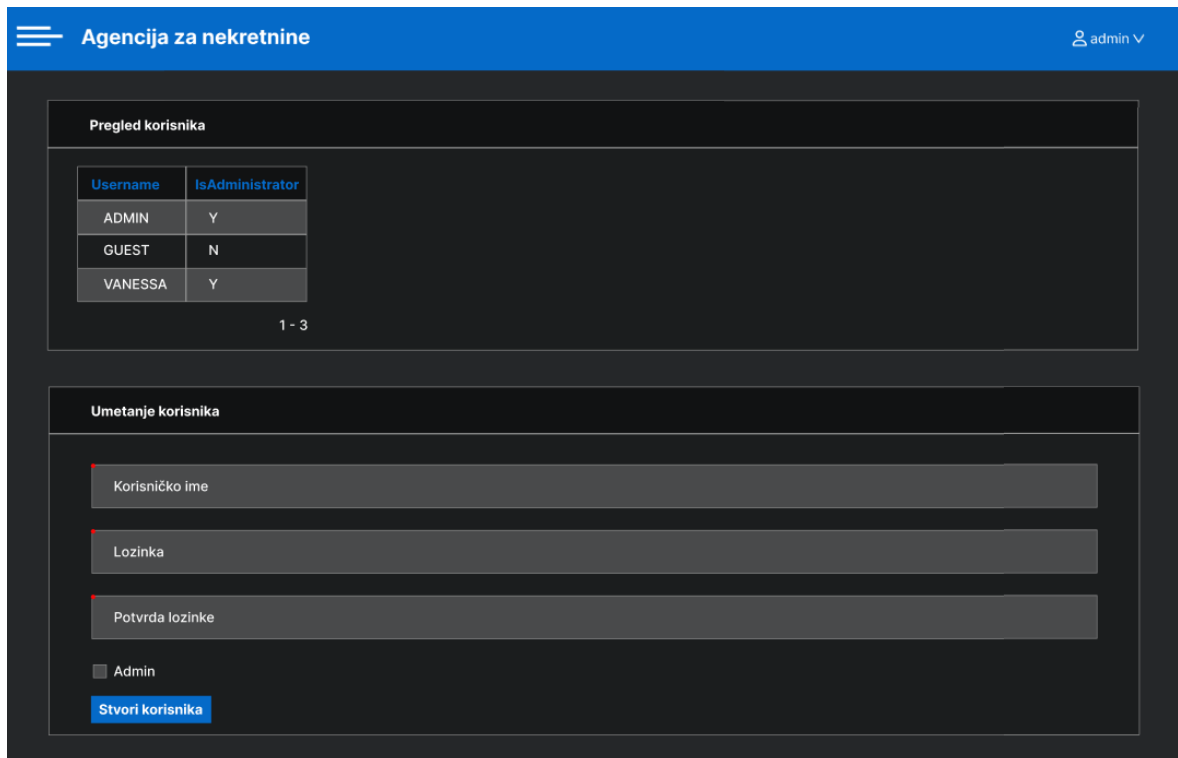 Agencija za nekretnine admin
Pregled korisnika
Username IsAdministrator
ADMIN Y
GUEST N
VANESSA Y
1 - 3
Umetanje korisnika
Korisničko ime
Lozinka
Potvrda lozinke
Admin
Stvori korisnika